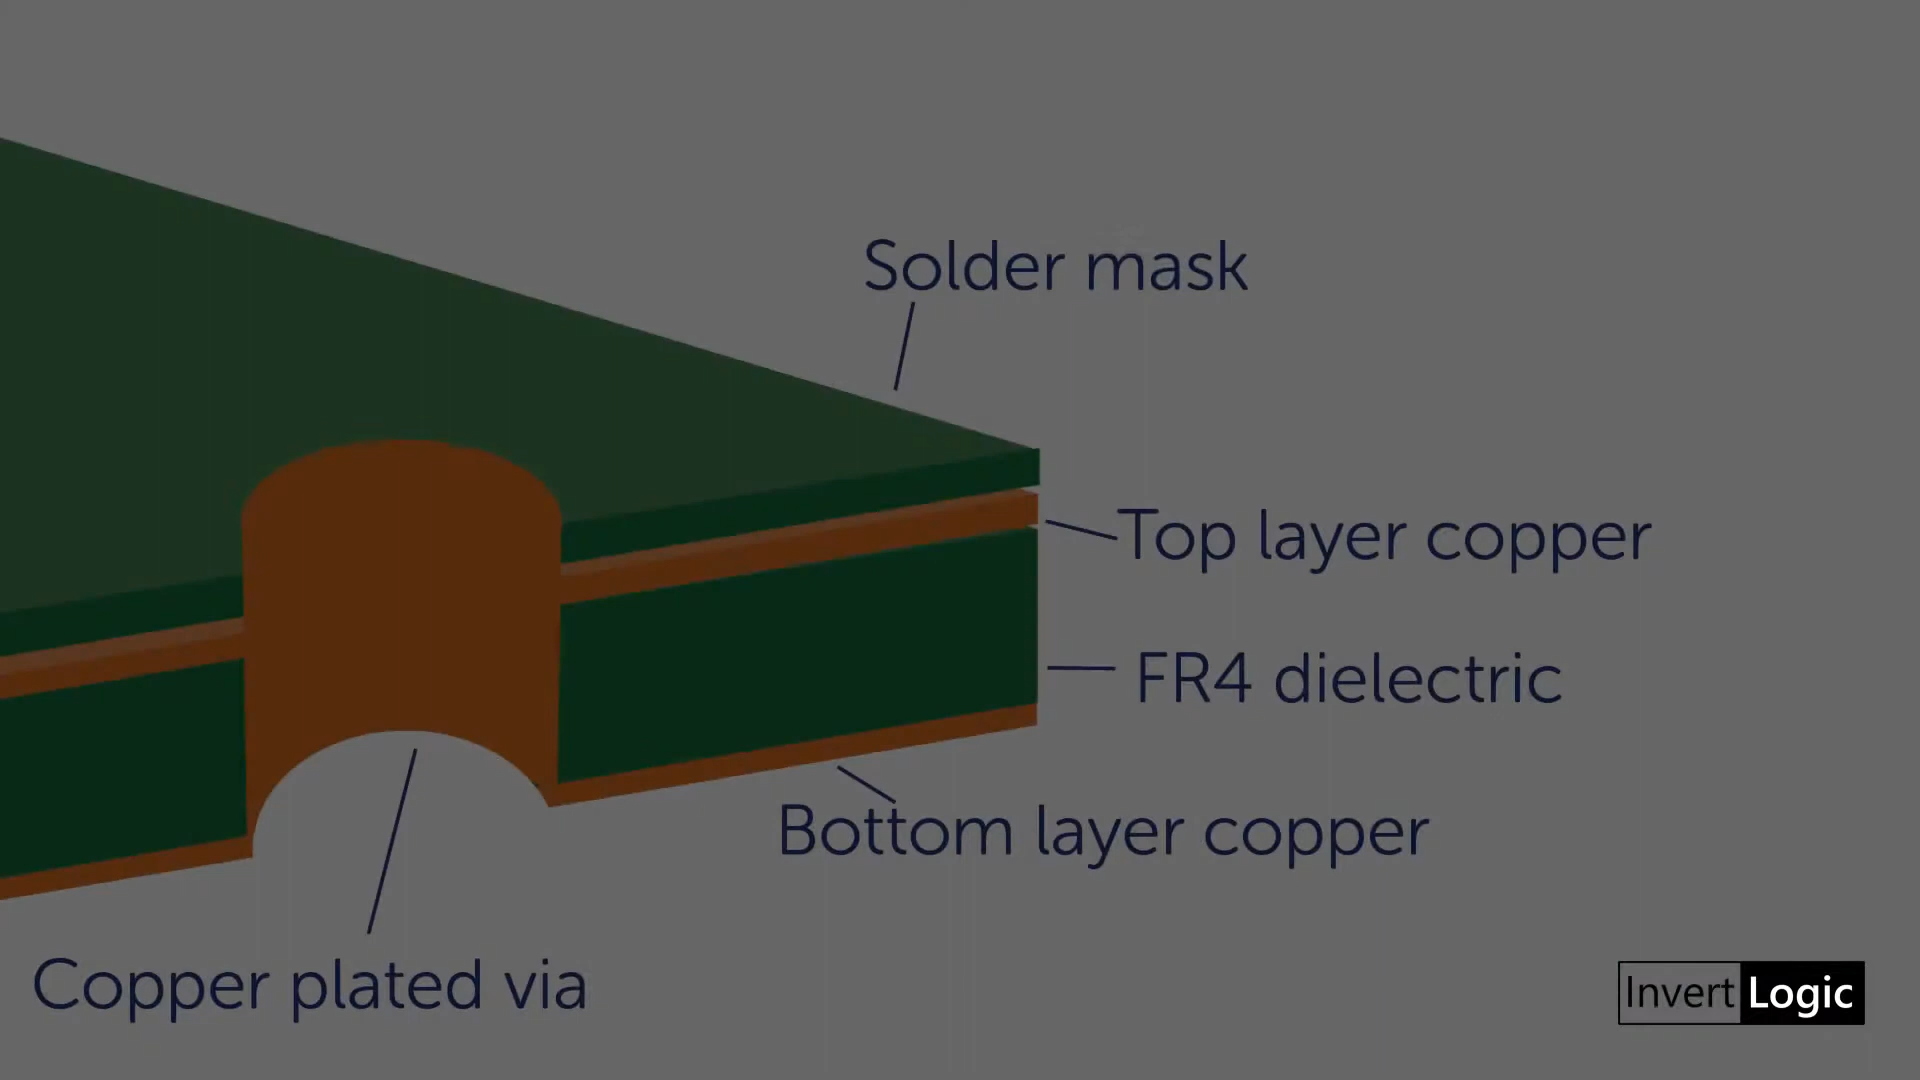 Solder mask
Top layer copper
FR4 dielectric
Bottom layer copper
Copper plated via
Invert Logic